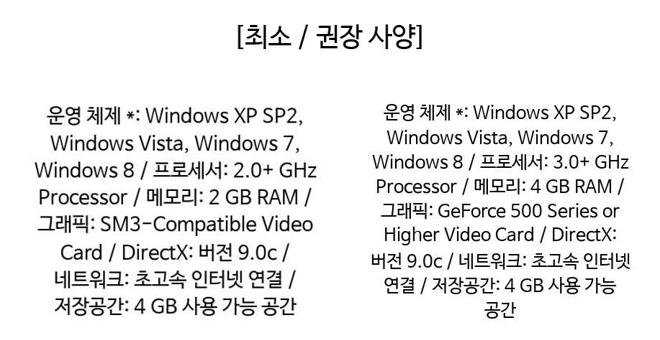 [최소 / 권장 사양]
운영 체제 *: Windows XP SP2,
Windows Vista, Windows 7,
Windows 8 / 프로세서: 2.0+ GHz
Processor / 메모리: 2 GB RAM /
그래픽: SM3-Compatible Video
Card / DirectX: 버전 9.0c /
네트워크: 초고속 인터넷 연결 /
저장공간: 4 GB 사용 가능 공간
운영 체제 *: Windows XP SP2,
Windows Vista, Windows 7,
Windows 8 / 프로세서: 3.0+ GHz
Processor / 메모리: 4 GB RAM /
그래픽: GeForce 500 Series or
Higher Video Card / DirectX:
버전 9.0c / 네트워크: 초고속 인터넷
연결 / 저장공간: 4 GB 사용 가능
공간